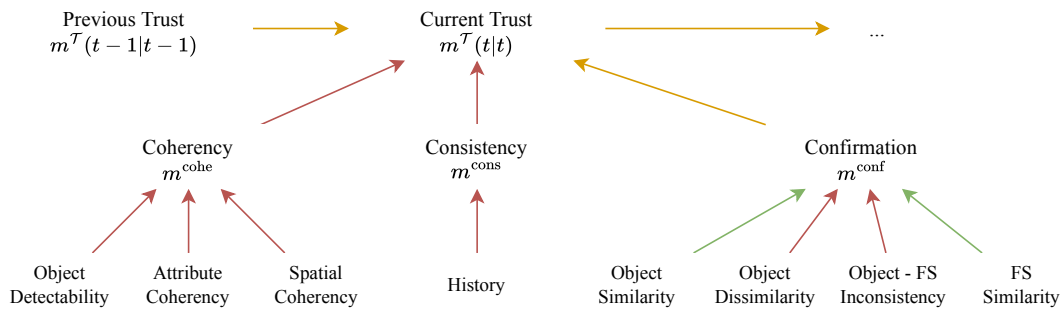 Previous Trust
m^𝒯(t − 1|t − 1)
Current Trust
m^𝒯(t|t)
...
Coherency
m^cohe
Consistency
m^cons
Confirmation
m^conf
Object
Detectability
Attribute
Coherency
Spatial
Coherency
History
Object
Similarity
Object
Dissimilarity
Object - FS
Inconsistency
FS
Similarity